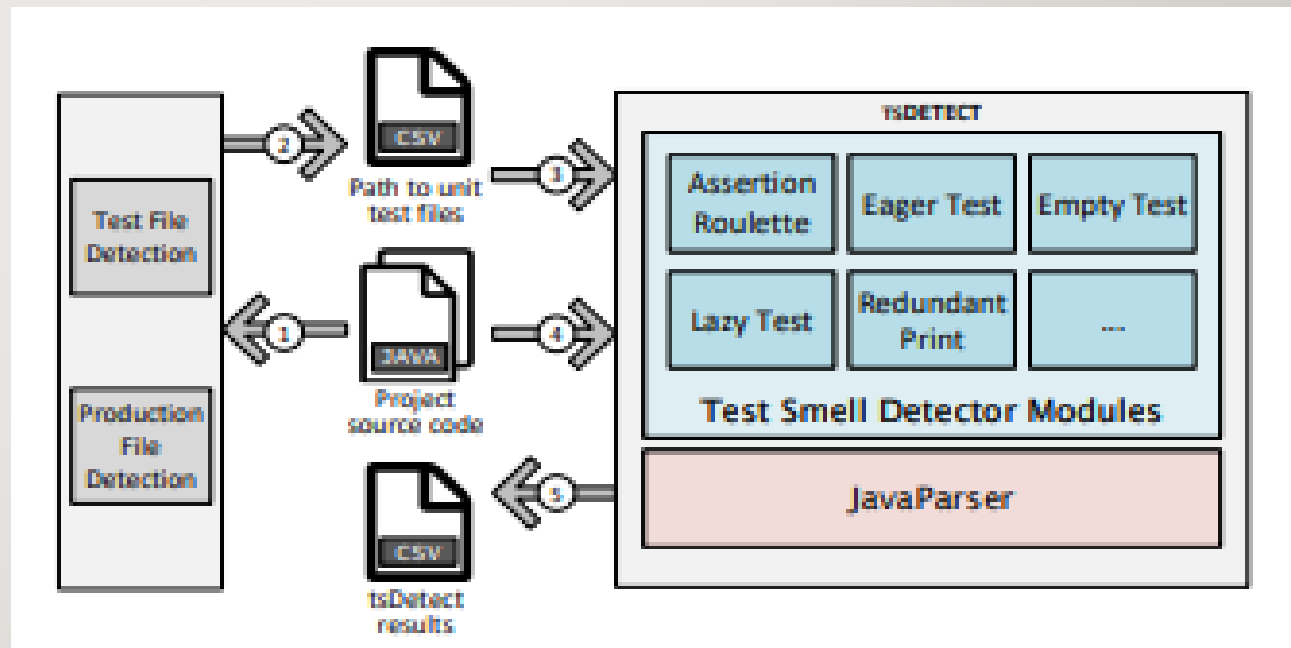 Test File
Detection
Production
File
Detection
2
CSV
Path to unit
test files
3
1
JAVA
Project
source code
4
CSV
tsDetect
results
5
TSDETECT
Assertion
Roulette
Eager Test
Empty Test
Lazy Test
Redundant
Print
...
Test Smell Detector Modules
JavaParser